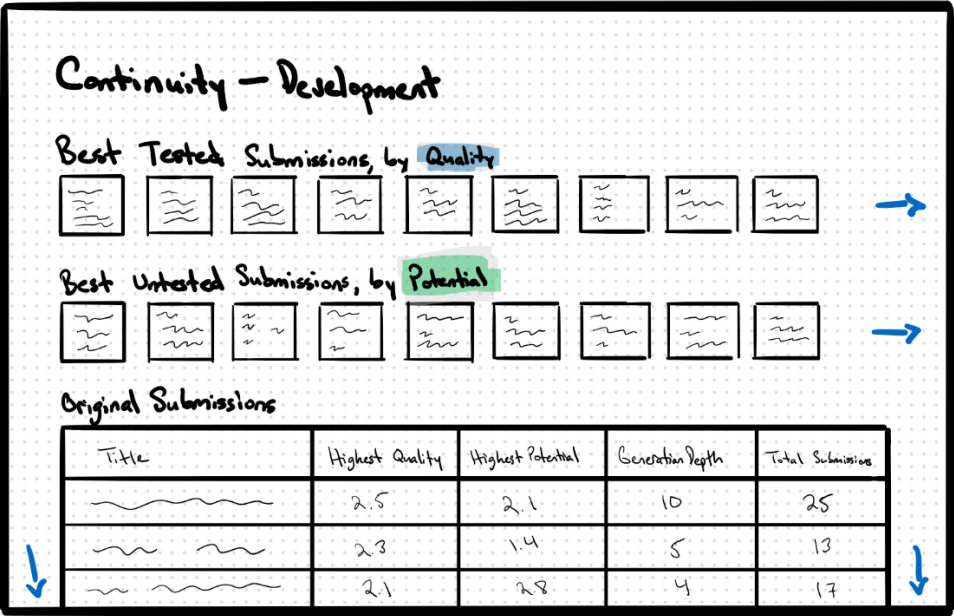 Continuity — Development
Best Tested Submissions, by Quality
Best Untested Submissions, by Potential
Original Submissions
Title Highest Quality Highest Potential Generation Depth Total Submissions
2.5 2.1 10 25
2.3 1.4 5 13
2.1 2.8 4 17